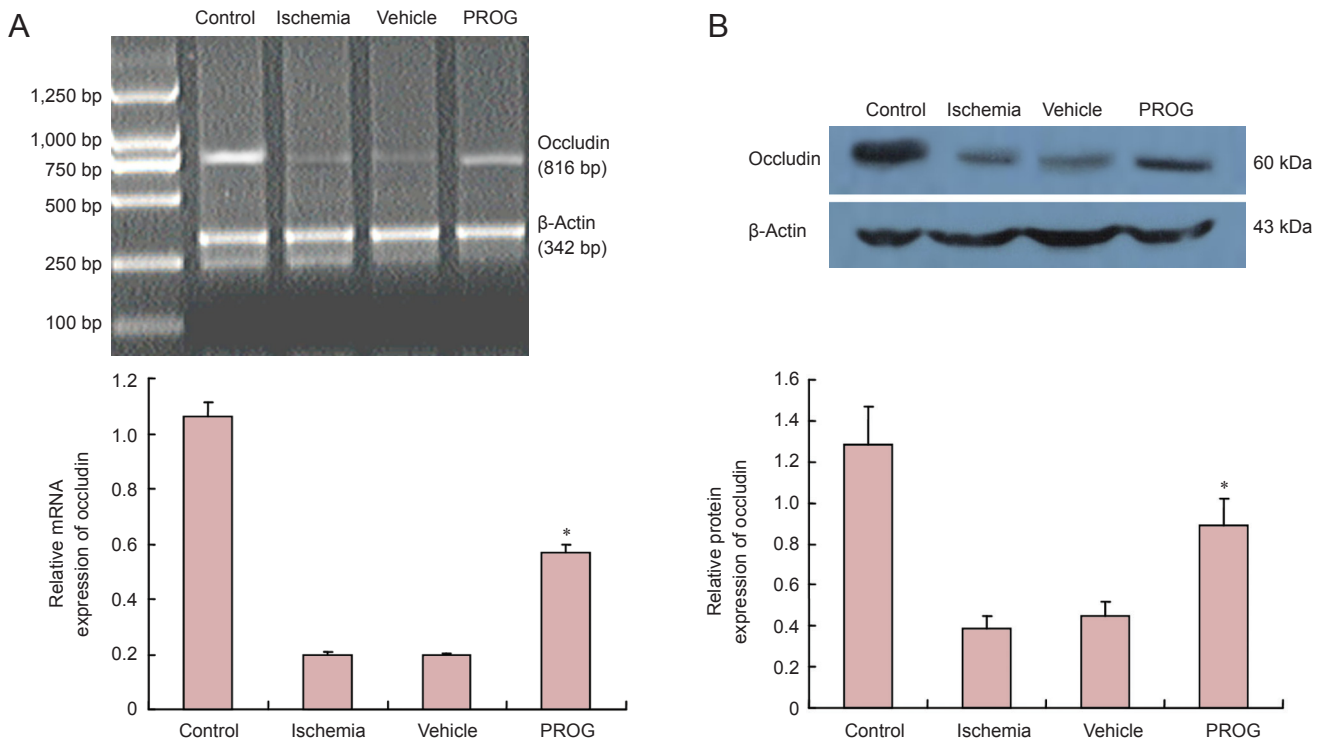 A
Control Ischemia Vehicle PROG
1,250 bp
1,000 bp
750 bp
500 bp
250 bp
100 bp
Occludin
(816 bp)
β-Actin
(342 bp)
1.2
1.0
0.8
0.6
0.4
0.2
0
Relative mRNA
expression of occludin
*
Control Ischemia Vehicle PROG
B
Control Ischemia Vehicle PROG
Occludin 60 kDa
β-Actin 43 kDa
1.6
1.4
1.2
1.0
0.8
0.6
0.4
0.2
0
Relative protein
expression of occludin
*
Control Ischemia Vehicle PROG